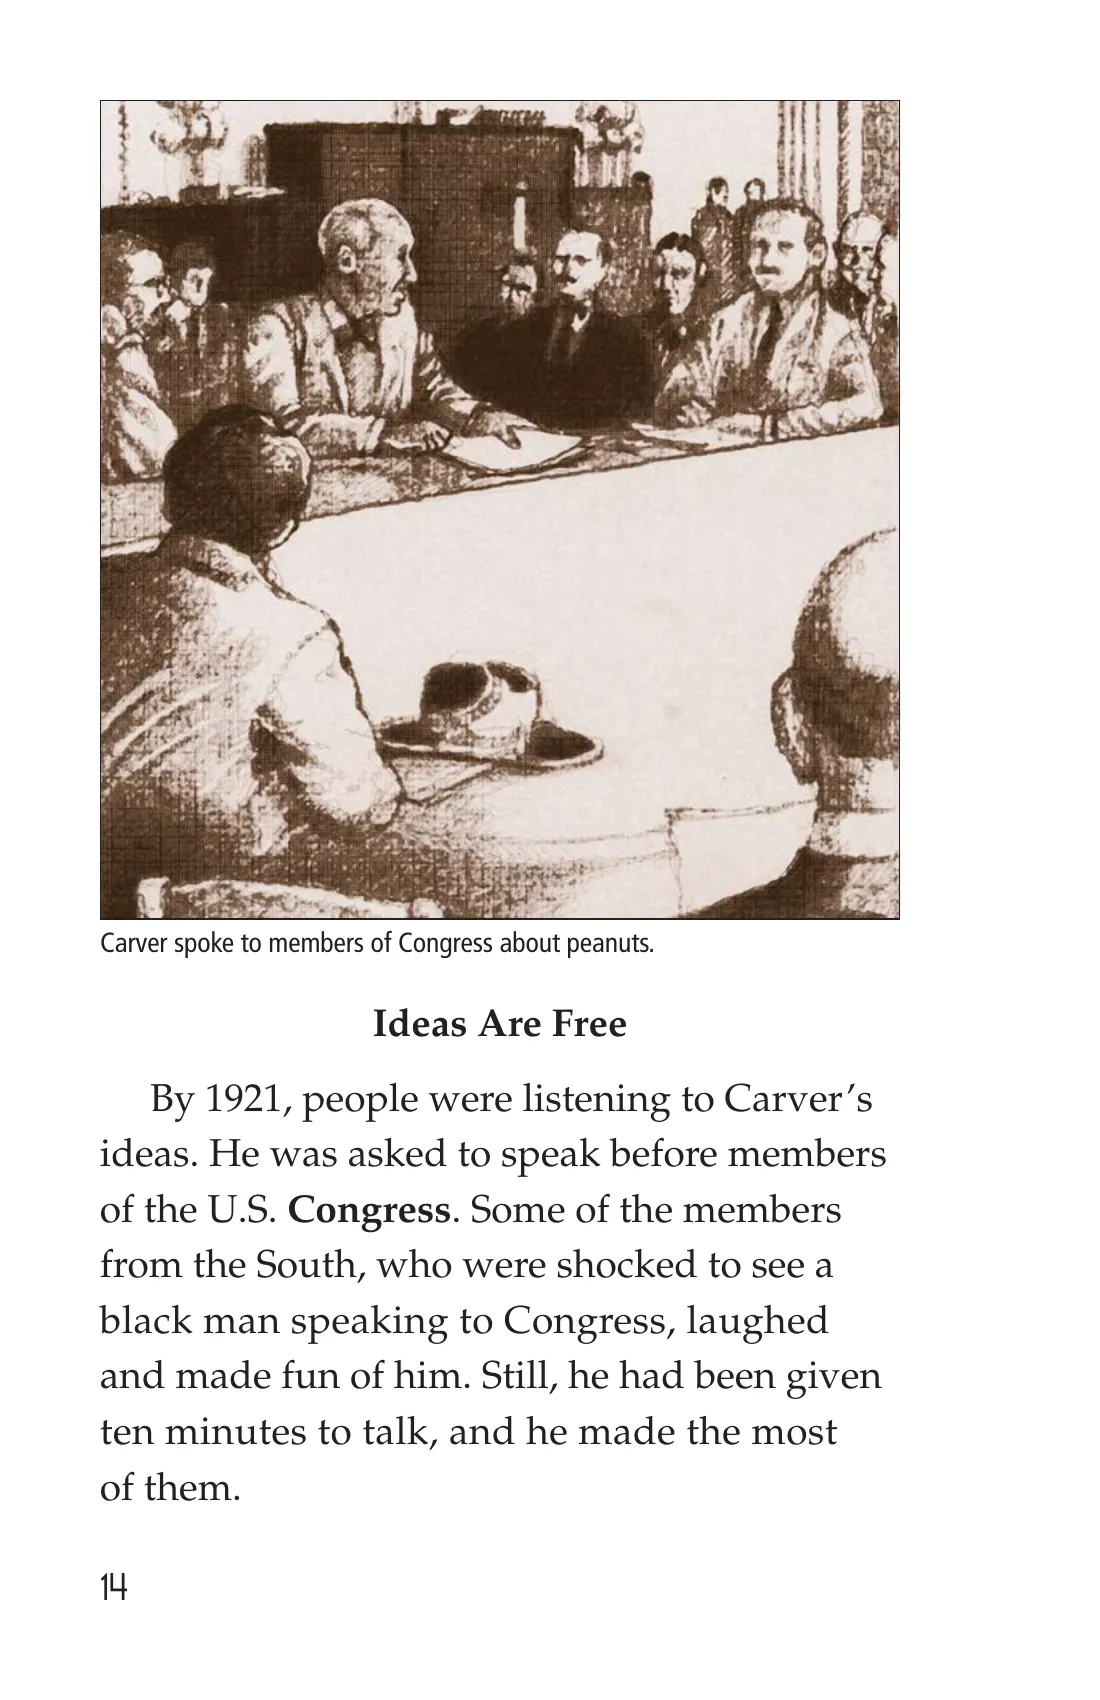 Carver spoke to members of Congress about peanuts.
Ideas Are Free
By 1921, people were listening to Carver’s
ideas. He was asked to speak before members
of the U.S. Congress. Some of the members
from the South, who were shocked to see a
black man speaking to Congress, laughed
and made fun of him. Still, he had been given
ten minutes to talk, and he made the most
of them.
14